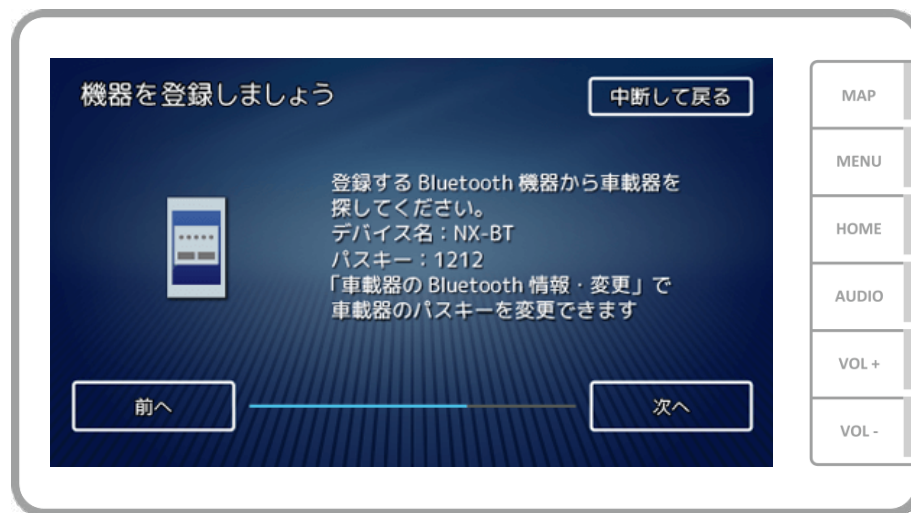 機器を登録しましょう
中断して戻る
登録する Bluetooth 機器から車載器を
探してください。
デバイス名：NX-BT
パスキー：1212
「車載器の Bluetooth 情報・変更」で
車載器のパスキーを変更できます
前へ
次へ
MAP
MENU
HOME
AUDIO
VOL +
VOL -